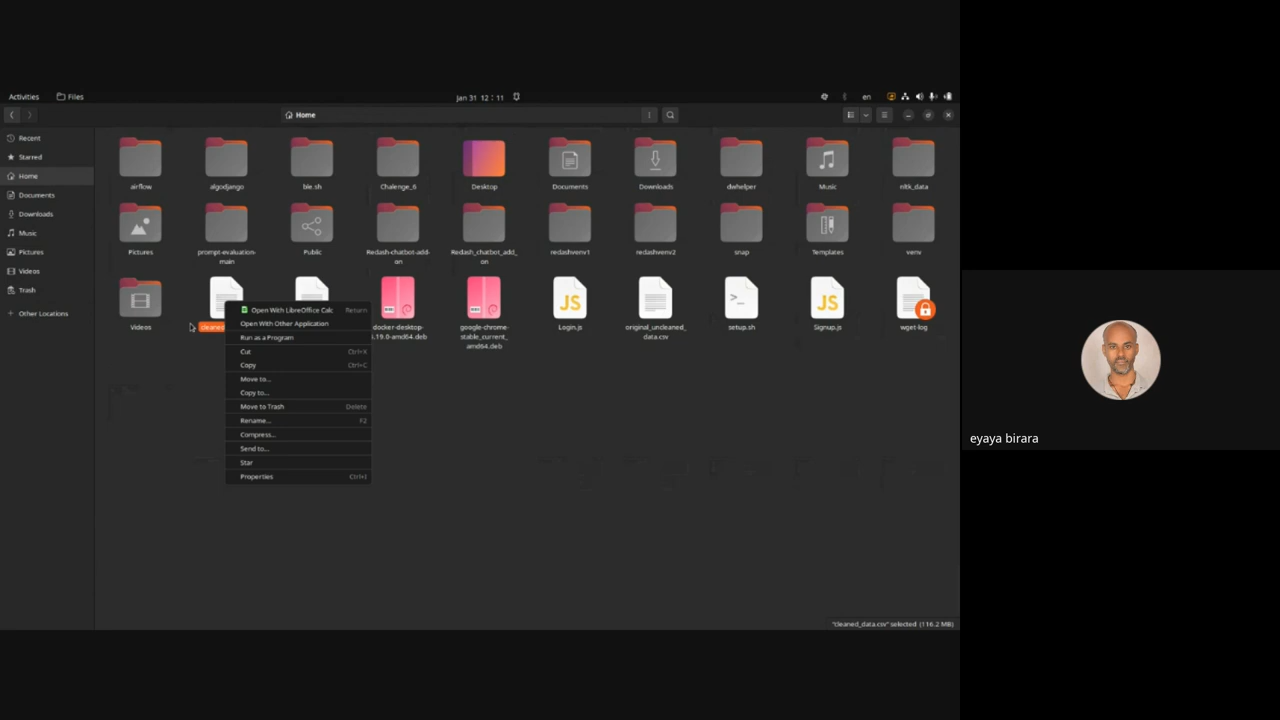 Activities
Files
Jan 31 12:11
en
Home
Recent
Starred
Home
Documents
Downloads
Music
Pictures
Videos
Trash
Other Locations
airflow
algodjango
ble.sh
Chalenge_6
Desktop
Documents
Downloads
dwhelper
Music
nltk_data
Pictures
prompt-evaluation-
main
Public
Redash-chatbot-add-
on
Redash_chatbot_add_
on
redashvenv1
redashvenv2
snap
Templates
venv
Videos
docker-desktop-
.19.0-amd64.deb
google-chrome-
stable_current_
amd64.deb
Login.js
original_uncleaned_
data.csv
setup.sh
Signup.js
wget-log
JS
>_
JS
Open With LibreOffice Calc Return
Open With Other Application
Run as a Program
Cut Ctrl+X
Copy Ctrl+C
Move to...
Copy to...
Move to Trash Delete
Rename... F2
Compress...
Send to...
Star
Properties Ctrl+I
"cleaned_data.csv" selected (116.2 MB)
eyaya birara